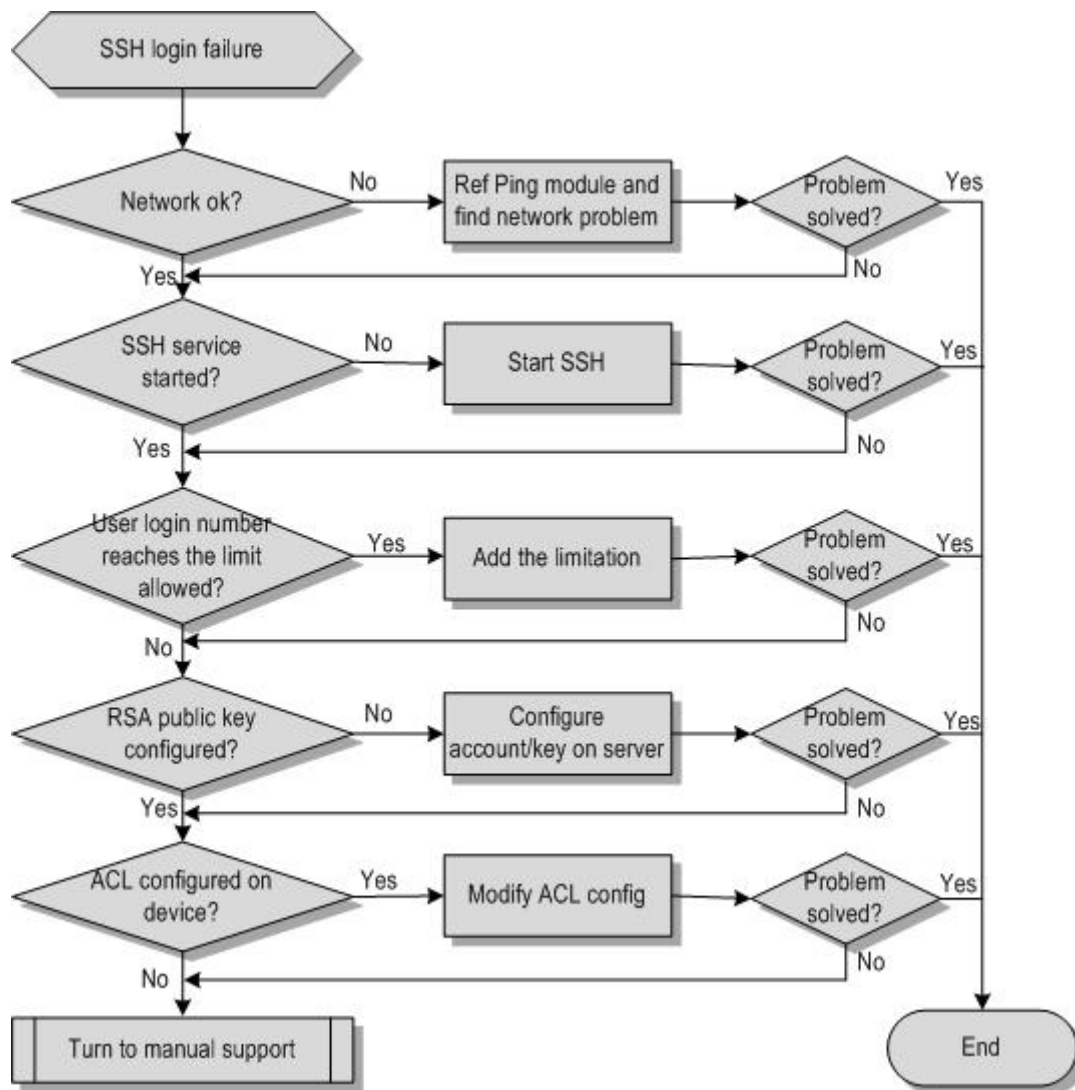 SSH login failure
Network ok?
No
Ref Ping module and
find network problem
Problem
solved?
Yes
Yes
No
SSH service
started?
No
Start SSH
Problem
solved?
Yes
Yes
No
User login number
reaches the limit
allowed?
Yes
Add the limitation
Problem
solved?
Yes
No
No
RSA public key
configured?
No
Configure
account/key on server
Problem
solved?
Yes
Yes
No
ACL configured on
device?
Yes
Modify ACL config
Problem
solved?
Yes
No
No
Turn to manual support
End